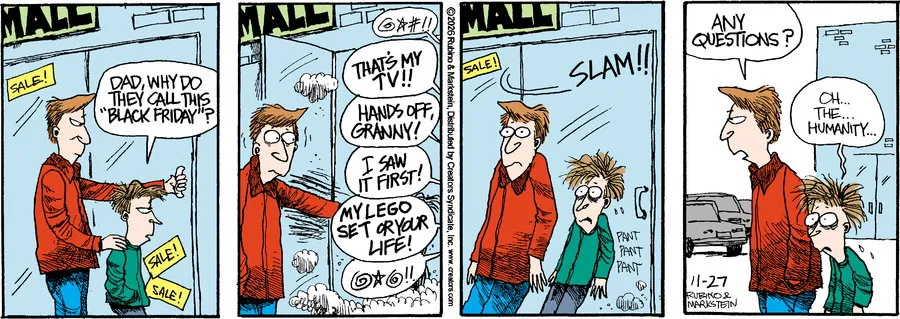 MALL
SALE!
DAD, WHY DO
THEY CALL THIS
"BLACK FRIDAY"?
SALE!
SALE!
MALL
@*#!!
THAT'S MY
TV!!
HANDS OFF,
GRANNY!
I SAW
IT FIRST!
MY LEGO
SET OR YOUR
LIFE!
@*@!!
©2026 Rubino & Markstein, Distributed by Creators Syndicate, Inc. www.creators.com
MALL
SALE!
SLAM!!
PANT
PANT
PANT
ANY
QUESTIONS?
OH...
THE...
HUMANITY...
11-27
RUBINO &
MARKSTEIN